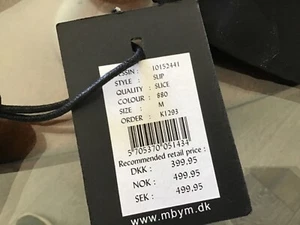 SSIN : 10152441
STYLE : SLIP
QUALITY : SLICE
COLOUR : 880
SIZE : M
ORDER : K1293
5 705370 051434
Recommended retail price :
DKK : 399.95
NOK : 499.95
SEK : 499.95
www.mbym.dk